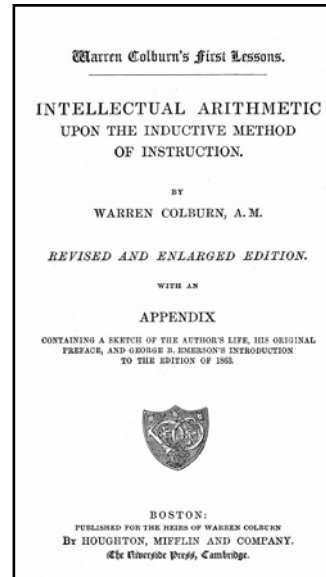 Warren Colburn's First Lessons.
INTELLECTUAL ARITHMETIC
UPON THE INDUCTIVE METHOD
OF INSTRUCTION.
BY
WARREN COLBURN, A. M.
REVISED AND ENLARGED EDITION.
WITH AN
APPENDIX
CONTAINING A SKETCH OF THE AUTHOR'S LIFE, HIS ORIGINAL
PREFACE, AND GEORGE B. EMERSON'S INTRODUCTION
TO THE EDITION OF 1863.
BOSTON:
PUBLISHED FOR THE HEIRS OF WARREN COLBURN
BY HOUGHTON, MIFFLIN AND COMPANY.
The Riverside Press, Cambridge.